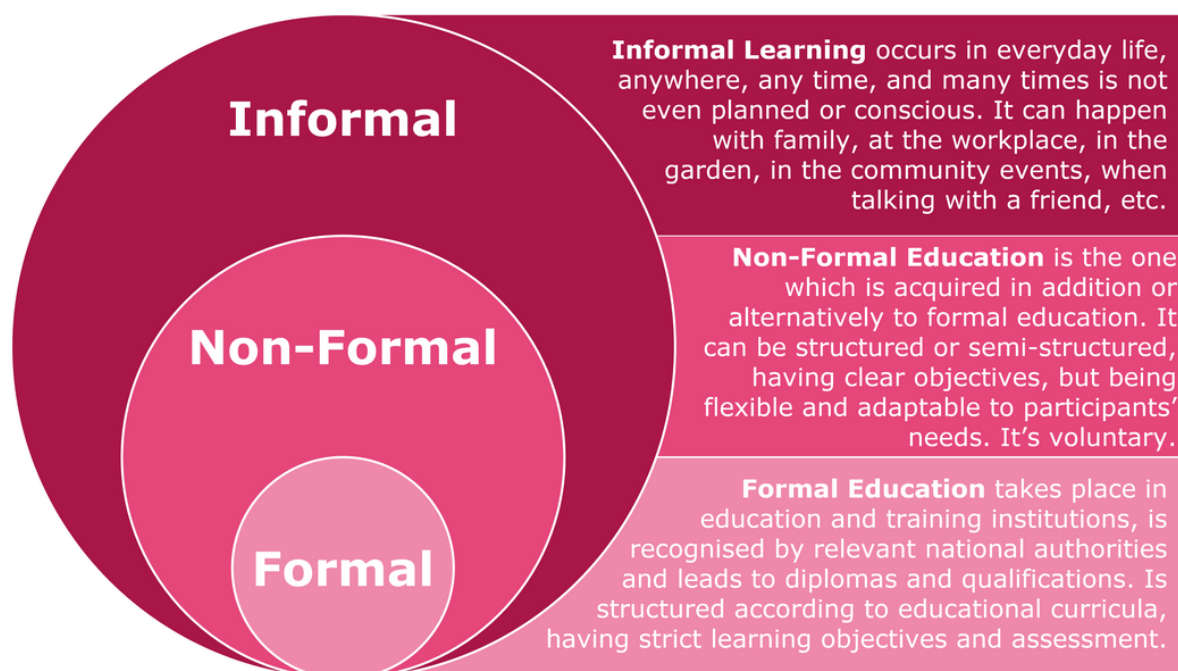 Informal
Informal Learning occurs in everyday life,
anywhere, any time, and many times is not
even planned or conscious. It can happen
with family, at the workplace, in the
garden, in the community events, when
talking with a friend, etc.
Non-Formal
Non-Formal Education is the one
which is acquired in addition or
alternatively to formal education. It
can be structured or semi-structured,
having clear objectives, but being
flexible and adaptable to participants’
needs. It’s voluntary.
Formal
Formal Education takes place in
education and training institutions, is
recognised by relevant national authorities
and leads to diplomas and qualifications. Is
structured according to educational curricula,
having strict learning objectives and assessment.